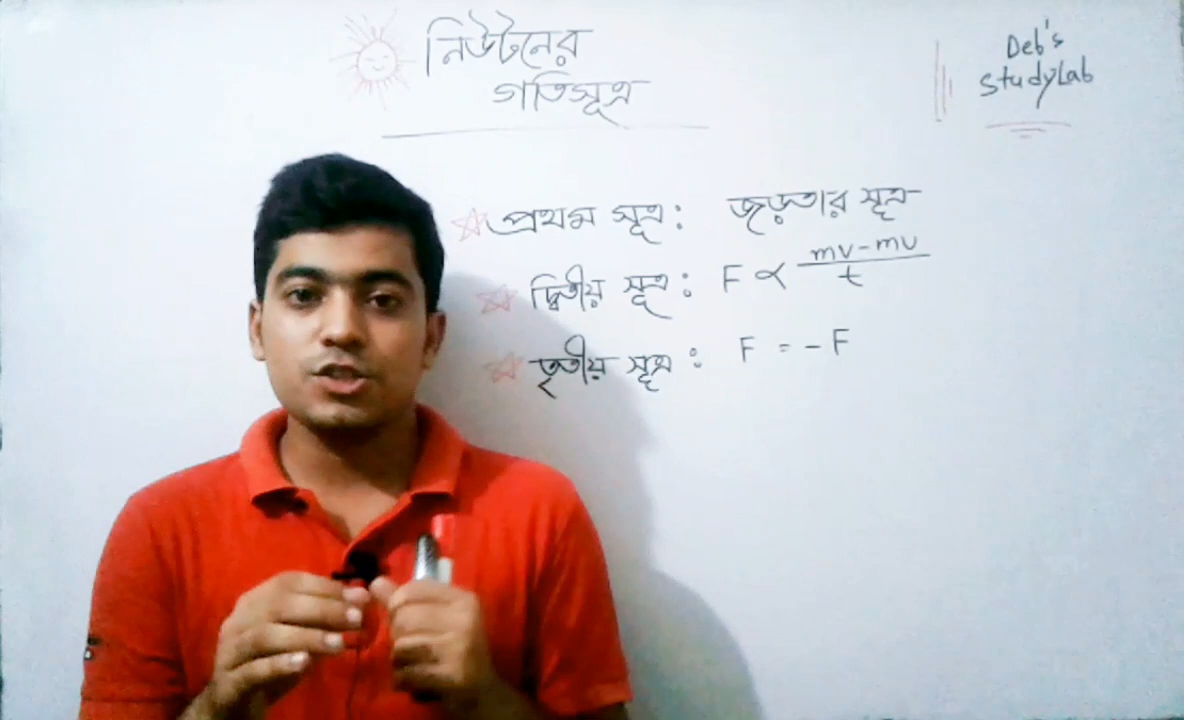 নিউটনের
গতিসূত্র
Deb's
studyLab
প্রথম সূত্র: জড়তার সূত্র
দ্বিতীয় সূত্র: F ∝ mv-mu / t
তৃতীয় সূত্র: F = -F